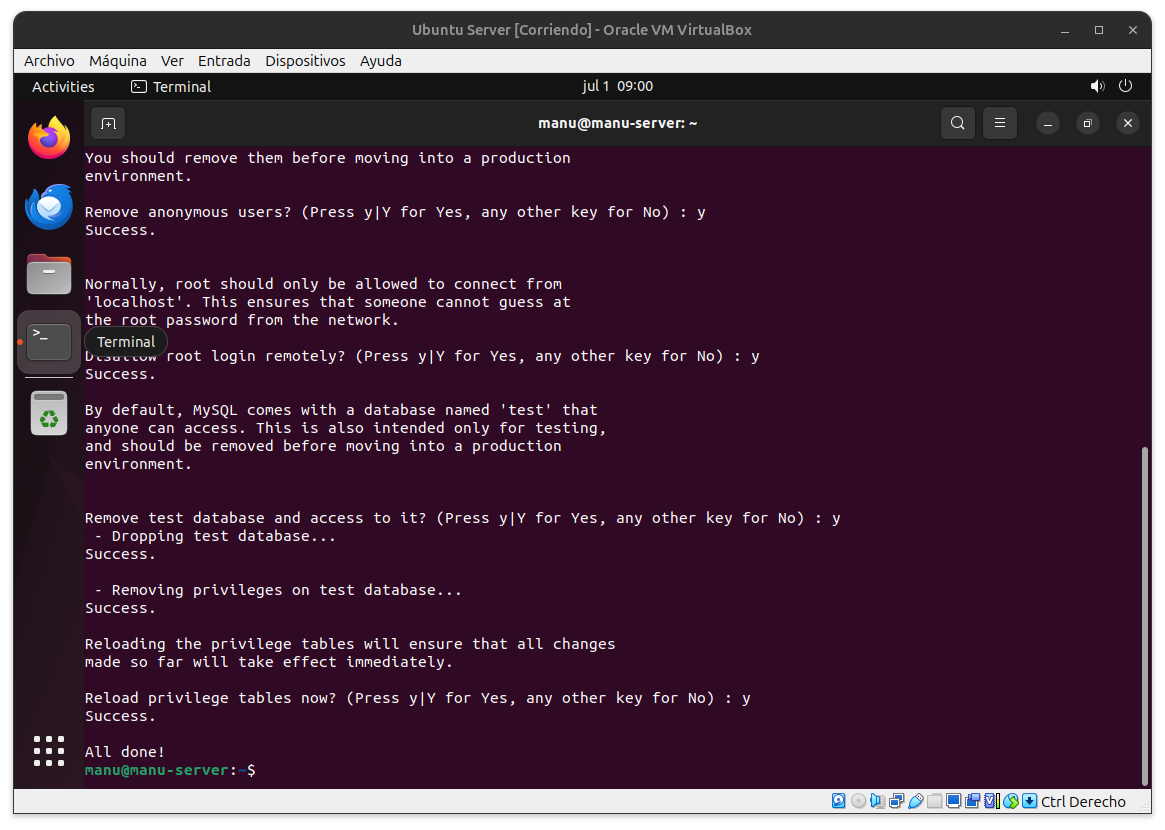 Ubuntu Server [Corriendo] - Oracle VM VirtualBox
Archivo Máquina Ver Entrada Dispositivos Ayuda
Activities Terminal jul 1 09:00
manu@manu-server: ~
You should remove them before moving into a production
environment.
Remove anonymous users? (Press y|Y for Yes, any other key for No) : y
Success.
Normally, root should only be allowed to connect from
'localhost'. This ensures that someone cannot guess at
the root password from the network.
Terminal
Disallow root login remotely? (Press y|Y for Yes, any other key for No) : y
Success.
By default, MySQL comes with a database named 'test' that
anyone can access. This is also intended only for testing,
and should be removed before moving into a production
environment.
Remove test database and access to it? (Press y|Y for Yes, any other key for No) : y
- Dropping test database...
Success.
- Removing privileges on test database...
Success.
Reloading the privilege tables will ensure that all changes
made so far will take effect immediately.
Reload privilege tables now? (Press y|Y for Yes, any other key for No) : y
Success.
All done!
manu@manu-server:~$
Ctrl Derecho